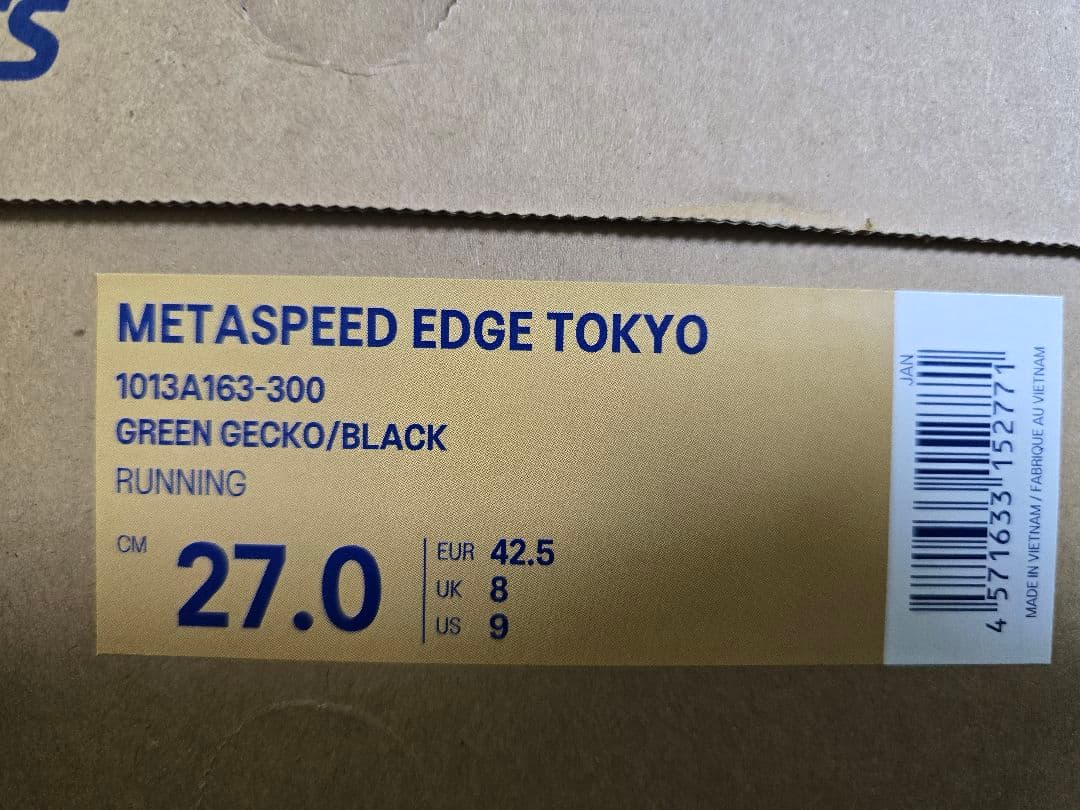 METASPEED EDGE TOKYO
1013A163-300
GREEN GECKO/BLACK
RUNNING
CM 27.0
EUR 42.5
UK 8
US 9
JAN
4 571633 152771
MADE IN VIETNAM / FABRIQUE AU VIETNAM